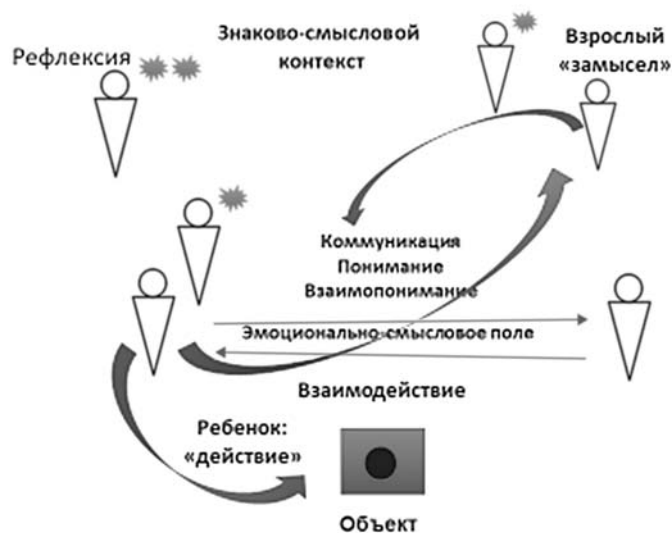 Знаково-смысловой
контекст
Взрослый
«замысел»
Рефлексия
Коммуникация
Понимание
Взаимопонимание
Эмоционально-смысловое поле
Взаимодействие
Ребенок:
«действие»
Объект